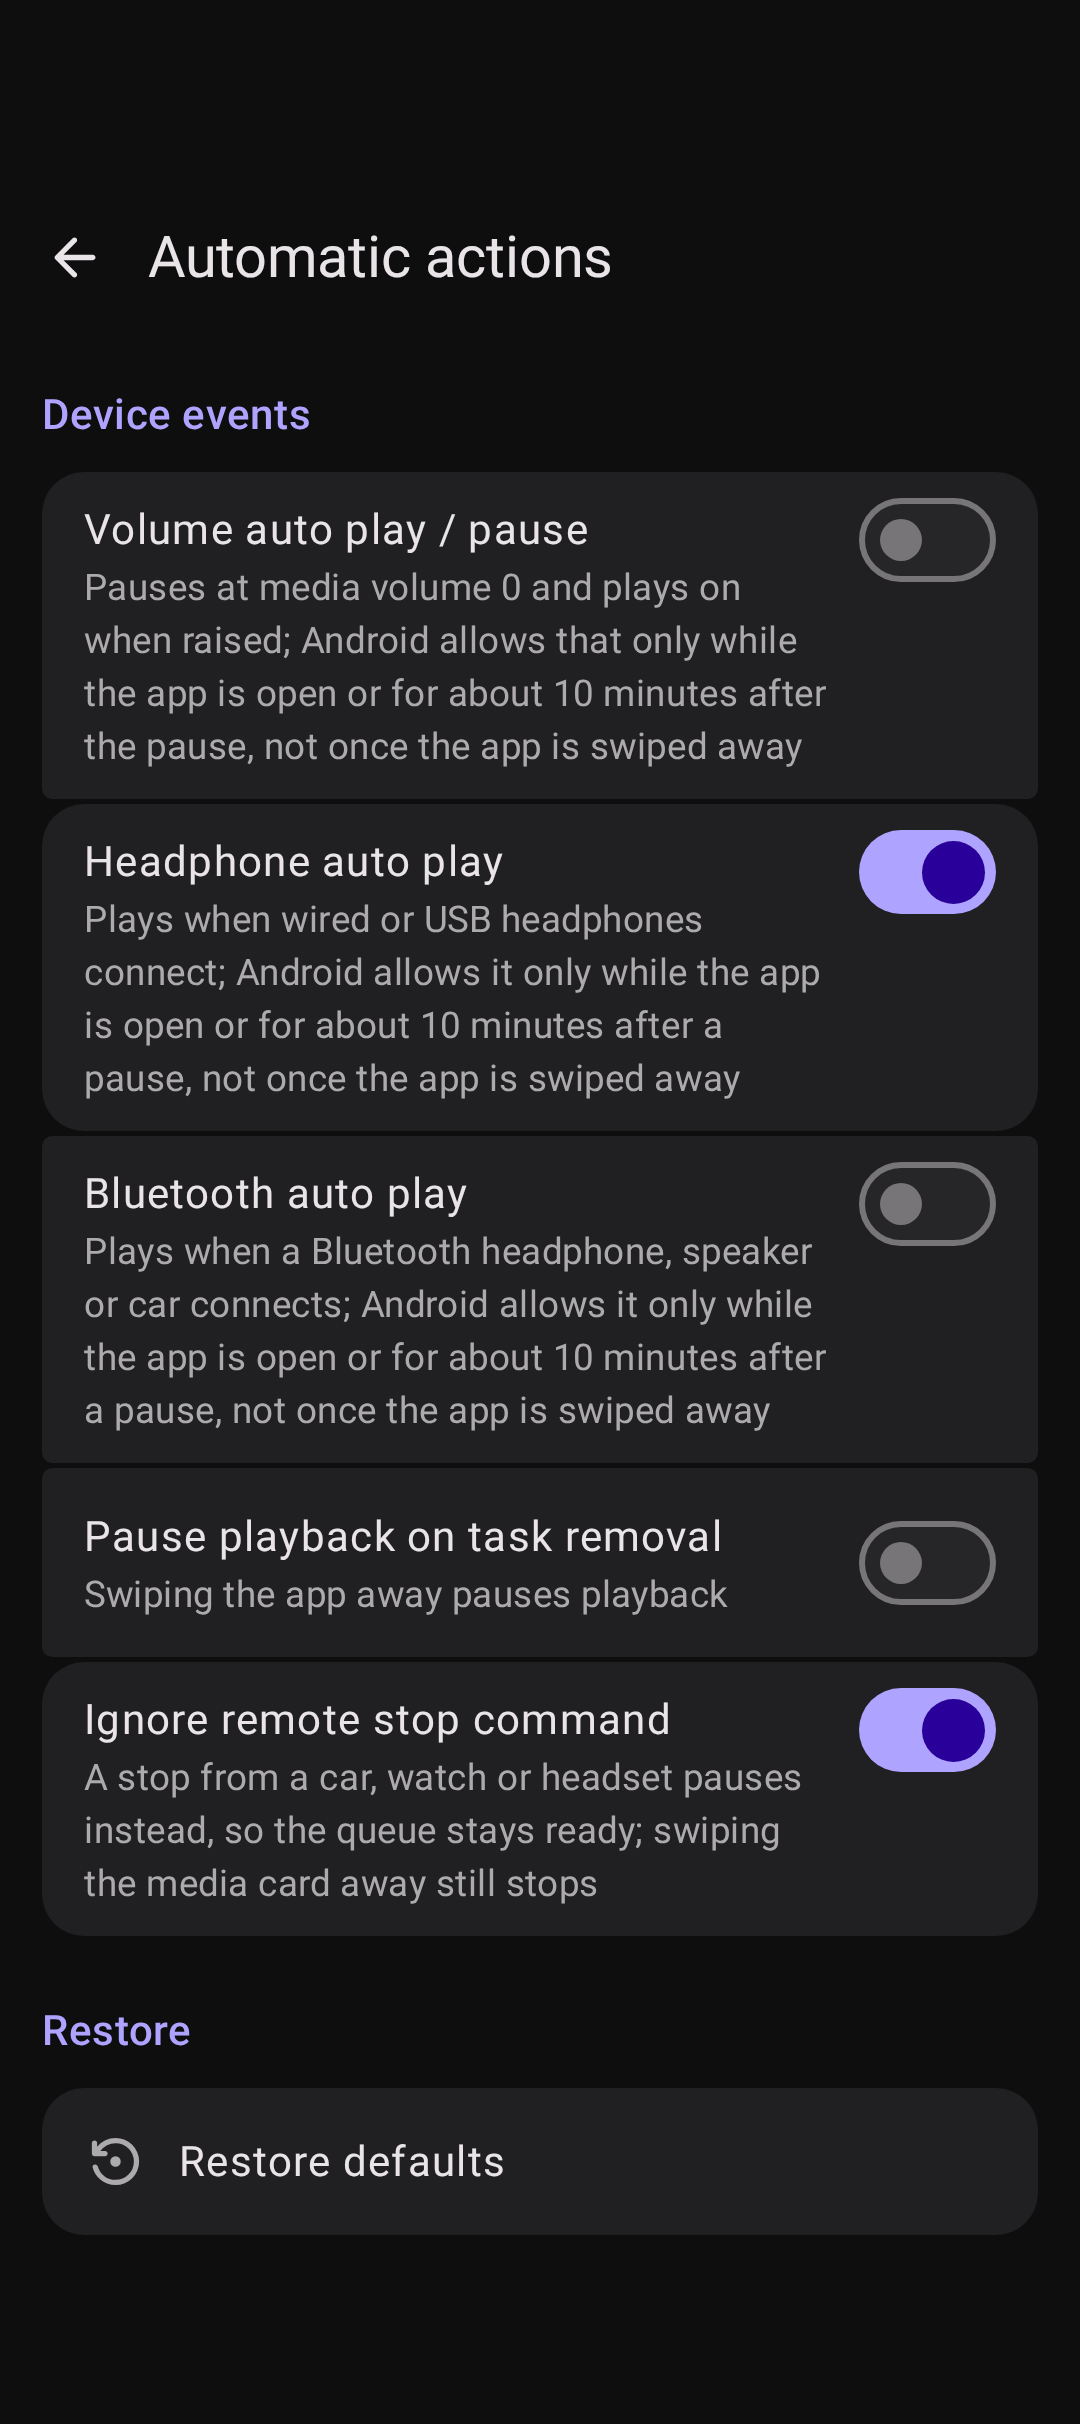 Automatic actions
Device events
Volume auto play / pause
Pauses at media volume 0 and plays on
when raised; Android allows that only while
the app is open or for about 10 minutes after
the pause, not once the app is swiped away
Headphone auto play
Plays when wired or USB headphones
connect; Android allows it only while the app
is open or for about 10 minutes after a
pause, not once the app is swiped away
Bluetooth auto play
Plays when a Bluetooth headphone, speaker
or car connects; Android allows it only while
the app is open or for about 10 minutes after
a pause, not once the app is swiped away
Pause playback on task removal
Swiping the app away pauses playback
Ignore remote stop command
A stop from a car, watch or headset pauses
instead, so the queue stays ready; swiping
the media card away still stops
Restore
Restore defaults